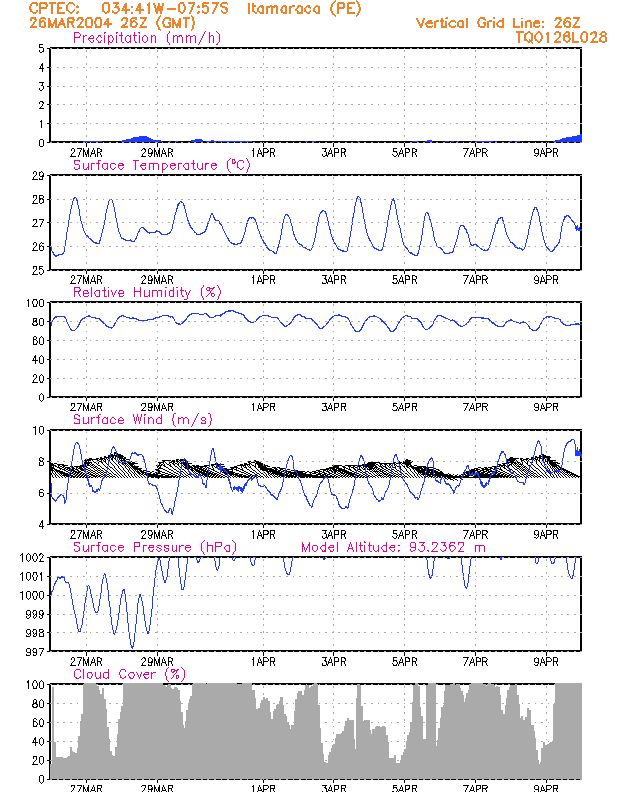 CPTEC: 034:41W-07:57S Itamaraca (PE)
26MAR2004 26Z (GMT) Vertical Grid Line: 26Z
Precipitation (mm/h) TQ0126L028
5
4
3
2
1
0
27MAR 29MAR 1APR 3APR 5APR 7APR 9APR
Surface Temperature (ºC)
29
28
27
26
25
27MAR 29MAR 1APR 3APR 5APR 7APR 9APR
Relative Humidity (%)
100
80
60
40
20
0
27MAR 29MAR 1APR 3APR 5APR 7APR 9APR
Surface Wind (m/s)
10
8
6
4
27MAR 29MAR 1APR 3APR 5APR 7APR 9APR
Surface Pressure (hPa) Model Altitude: 93.2362 m
1002
1001
1000
999
998
997
27MAR 29MAR 1APR 3APR 5APR 7APR 9APR
Cloud Cover (%)
100
80
60
40
20
0
27MAR 29MAR 1APR 3APR 5APR 7APR 9APR